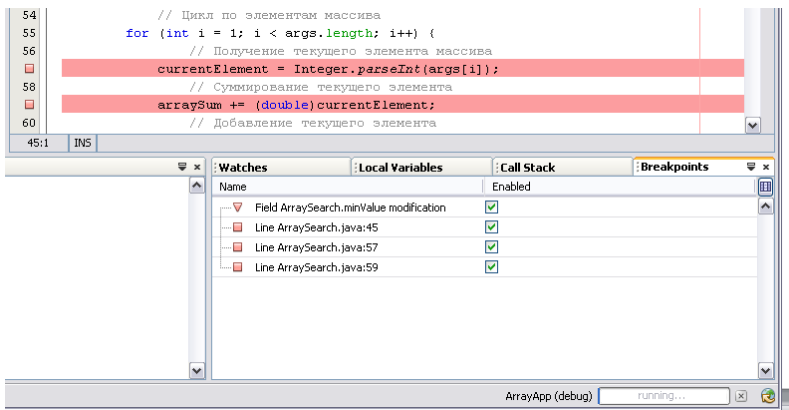 54 // Цикл по элементам массива
55 for (int i = 1; i < args.length; i++) {
56 // Получение текущего элемента массива
currentElement = Integer.parseInt(args[i]);
58 // Суммирование текущего элемента
arraySum += (double)currentElement;
60 // Добавление текущего элемента
45:1 INS
Watches Local Variables Call Stack Breakpoints
Name Enabled
Field ArraySearch.minValue modification
Line ArraySearch.java:45
Line ArraySearch.java:57
Line ArraySearch.java:59
ArrayApp (debug) running...